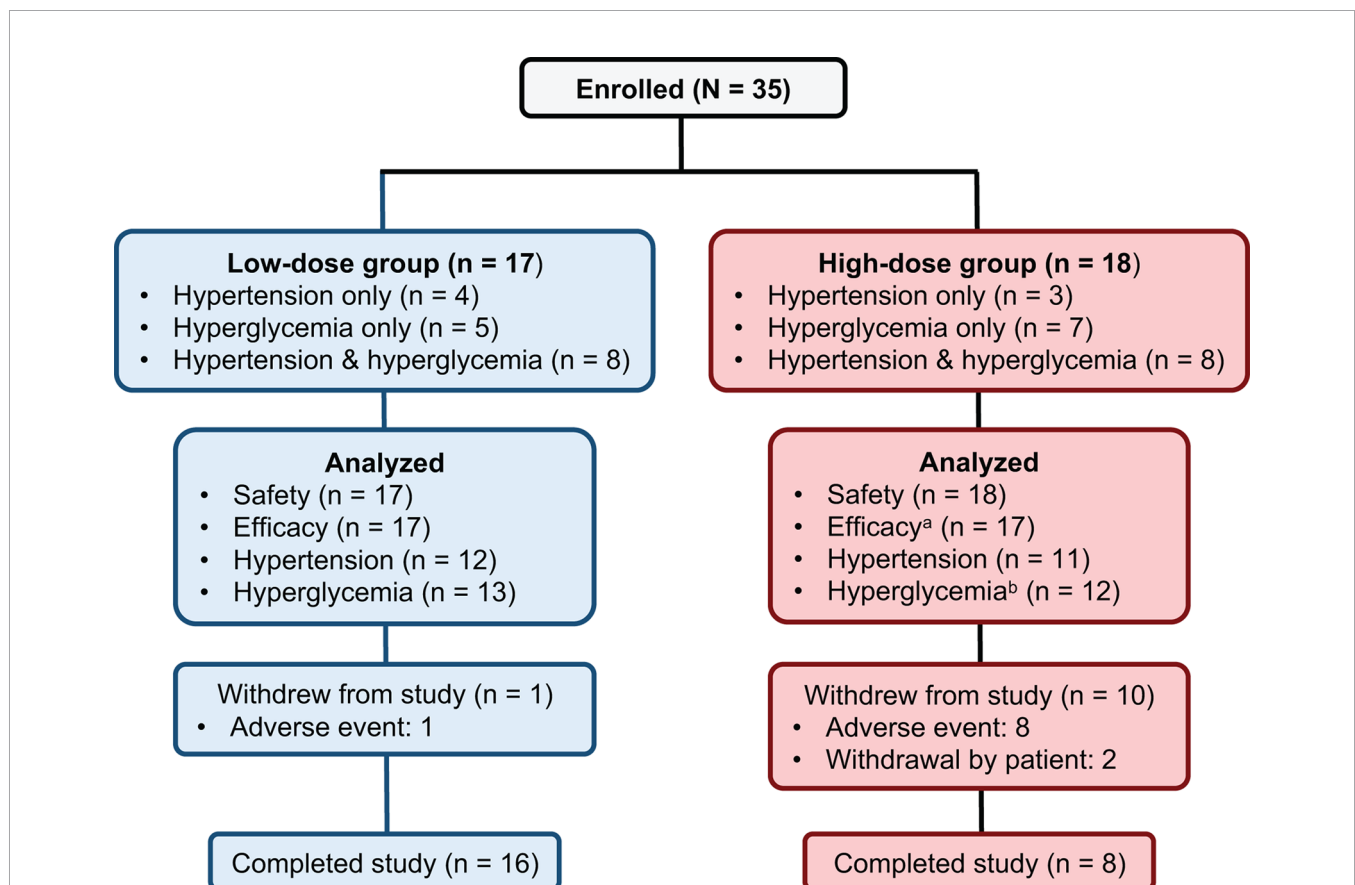 Enrolled (N = 35)
Low-dose group (n = 17)
• Hypertension only (n = 4)
• Hyperglycemia only (n = 5)
• Hypertension & hyperglycemia (n = 8)
High-dose group (n = 18)
• Hypertension only (n = 3)
• Hyperglycemia only (n = 7)
• Hypertension & hyperglycemia (n = 8)
Analyzed
• Safety (n = 17)
• Efficacy (n = 17)
• Hypertension (n = 12)
• Hyperglycemia (n = 13)
Analyzed
• Safety (n = 18)
• Efficacyᵃ (n = 17)
• Hypertension (n = 11)
• Hyperglycemiaᵇ (n = 12)
Withdrew from study (n = 1)
• Adverse event: 1
Withdrew from study (n = 10)
• Adverse event: 8
• Withdrawal by patient: 2
Completed study (n = 16)
Completed study (n = 8)